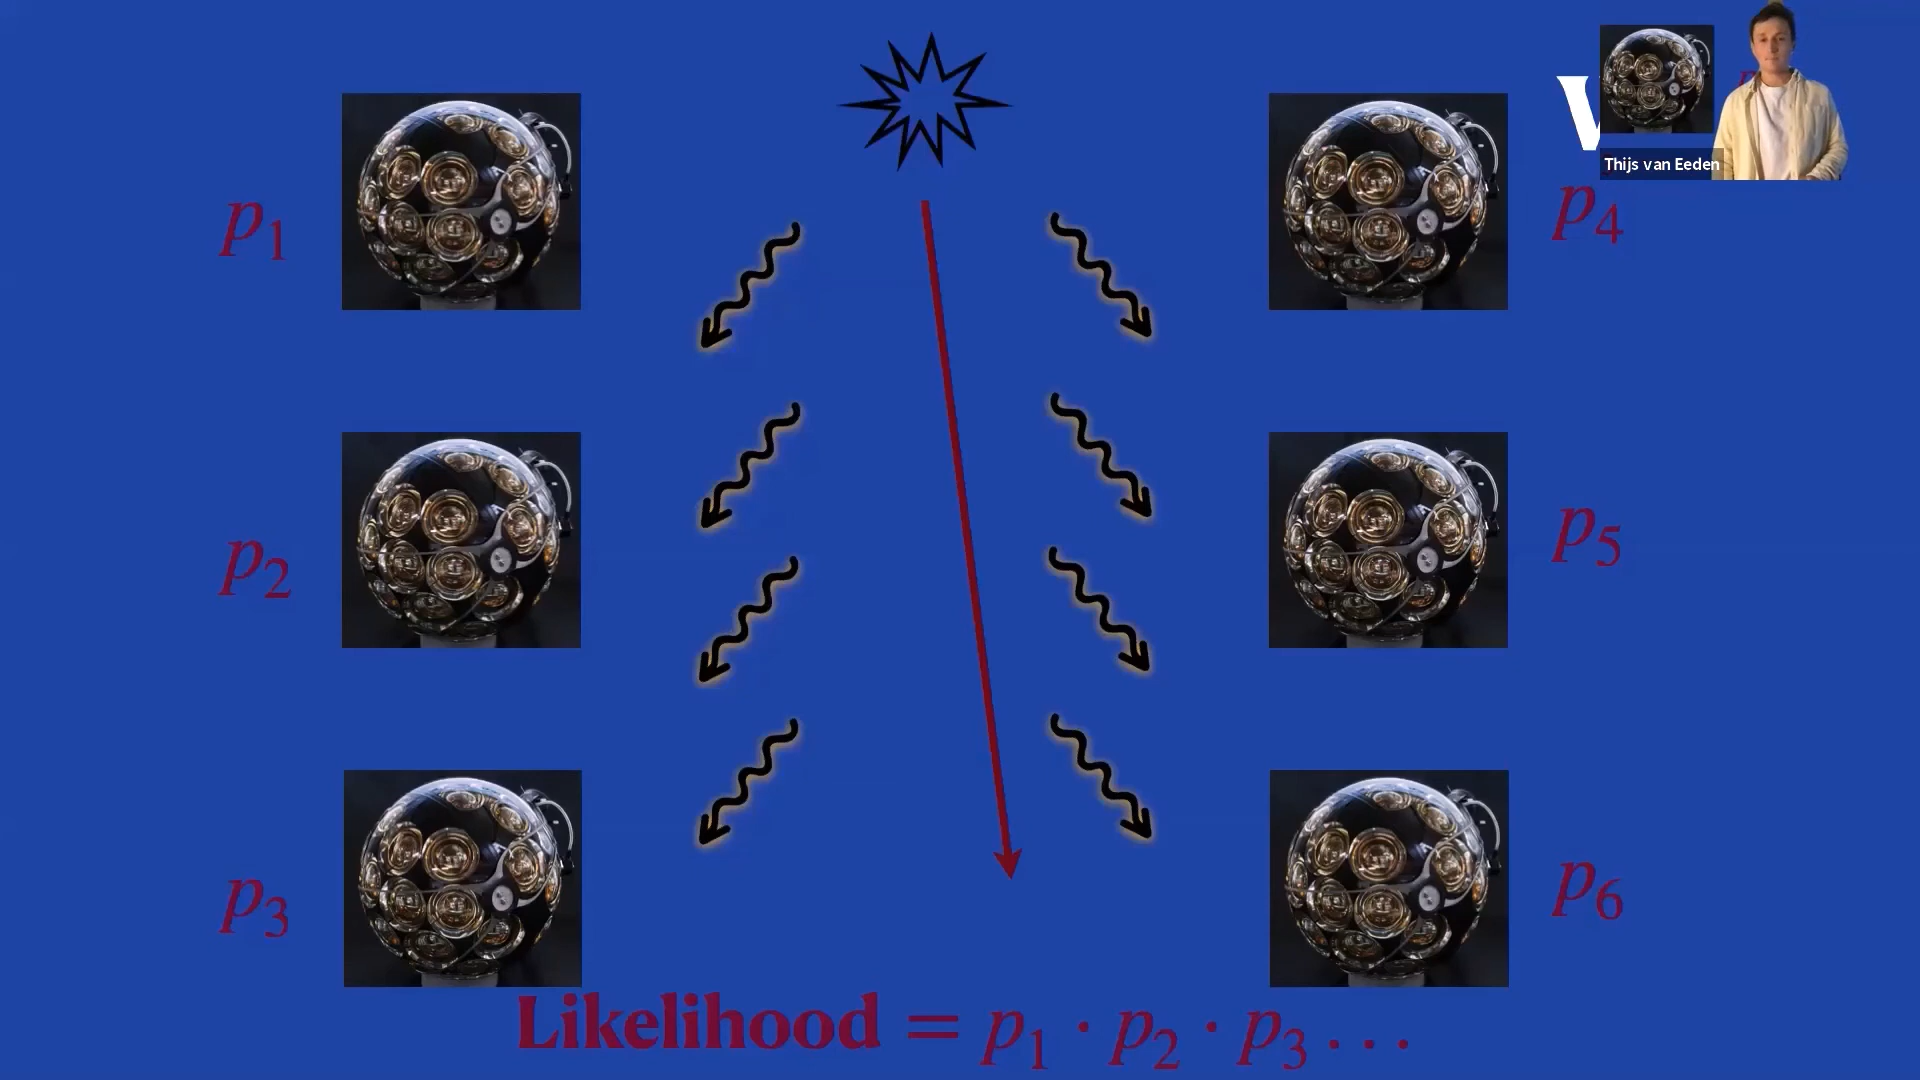 Thijs van Eeden
p1
p4
p2
p5
p3
p6
Likelihood = p1 · p2 · p3 ...